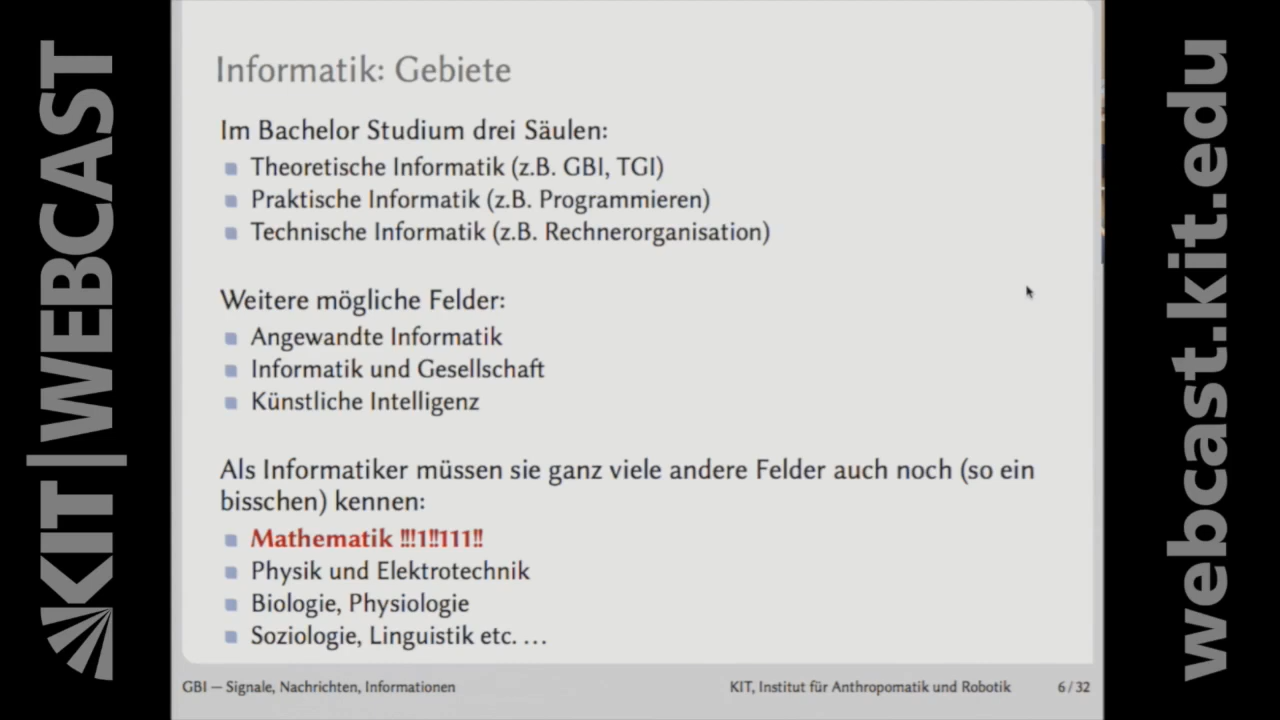 KIT | WEBCAST
Informatik: Gebiete
Im Bachelor Studium drei Säulen:
Theoretische Informatik (z.B. GBI, TGI)
Praktische Informatik (z.B. Programmieren)
Technische Informatik (z.B. Rechnerorganisation)
Weitere mögliche Felder:
Angewandte Informatik
Informatik und Gesellschaft
Künstliche Intelligenz
Als Informatiker müssen sie ganz viele andere Felder auch noch (so ein
bisschen) kennen:
Mathematik !!!1!!111!!
Physik und Elektrotechnik
Biologie, Physiologie
Soziologie, Linguistik etc. …
GBI — Signale, Nachrichten, Informationen
KIT, Institut für Anthropomatik und Robotik
6 / 32
webcast.kit.edu